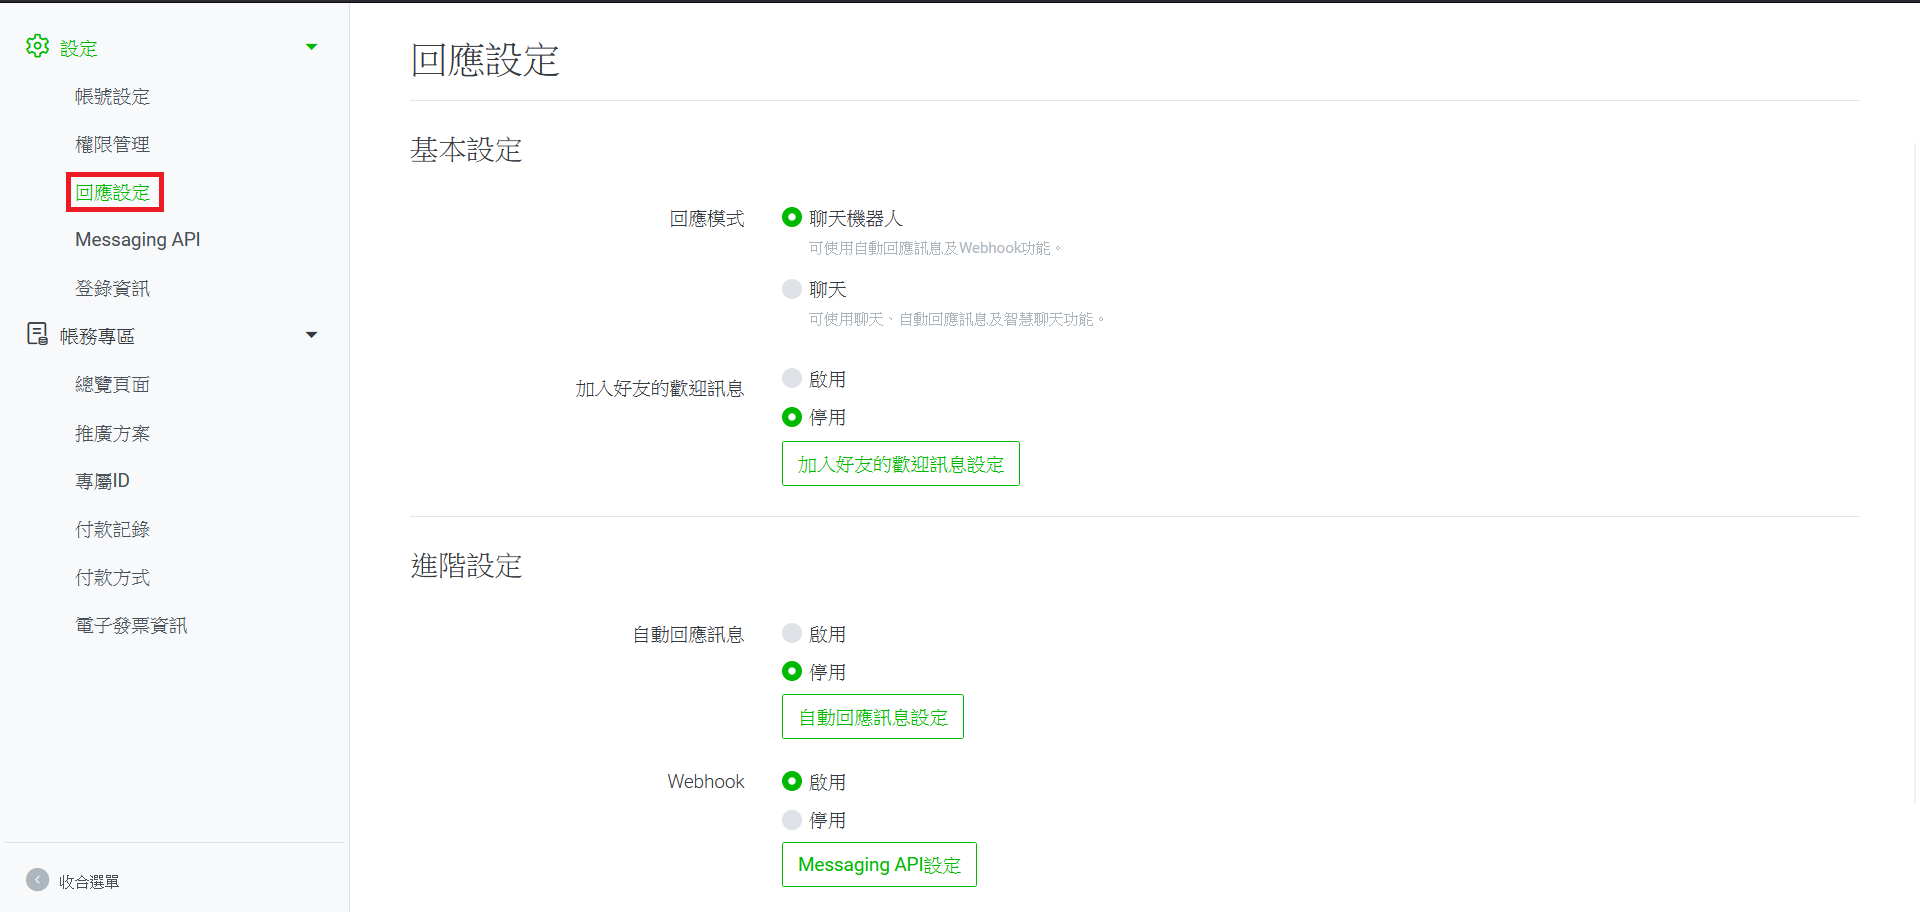 設定
帳號設定
權限管理
回應設定
Messaging API
登錄資訊
帳務專區
總覽頁面
推廣方案
專屬ID
付款記錄
付款方式
電子發票資訊
收合選單
回應設定
基本設定
回應模式
聊天機器人
可使用自動回應訊息及Webhook功能。
聊天
可使用聊天、自動回應訊息及智慧聊天功能。
加入好友的歡迎訊息
啟用
停用
加入好友的歡迎訊息設定
進階設定
自動回應訊息
啟用
停用
自動回應訊息設定
Webhook
啟用
停用
Messaging API設定